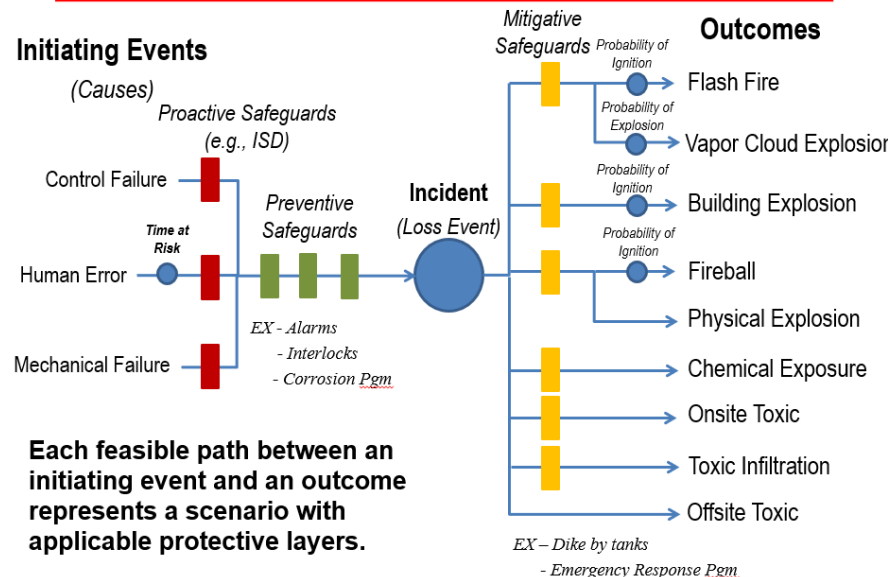 Initiating Events
(Causes)
Proactive Safeguards
(e.g., ISD)
Control Failure
Time at
Risk
Human Error
Mechanical Failure
Preventive
Safeguards
EX - Alarms
- Interlocks
- Corrosion Pgm
Incident
(Loss Event)
Mitigative
Safeguards
Outcomes
Probability of
Ignition
Flash Fire
Probability of
Explosion
Vapor Cloud Explosion
Probability of
Ignition
Building Explosion
Probability of
Ignition
Fireball
Physical Explosion
Chemical Exposure
Onsite Toxic
Toxic Infiltration
Offsite Toxic
EX – Dike by tanks
- Emergency Response Pgm
Each feasible path between an
initiating event and an outcome
represents a scenario with
applicable protective layers.